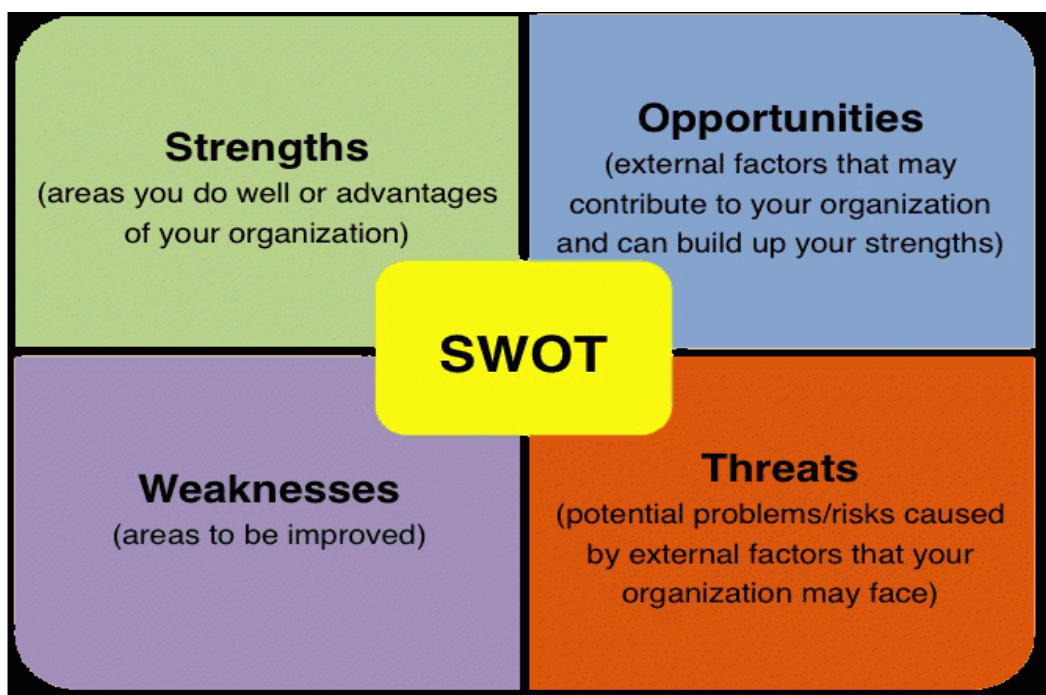 Strengths
(areas you do well or advantages
of your organization)
Opportunities
(external factors that may
contribute to your organization
and can build up your strengths)
SWOT
Weaknesses
(areas to be improved)
Threats
(potential problems/risks caused
by external factors that your
organization may face)